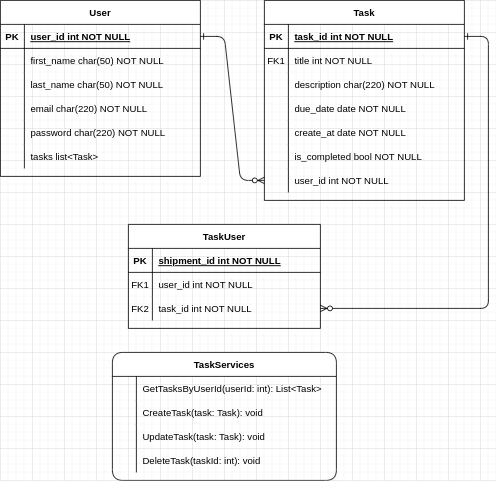 User
PK user_id int NOT NULL
first_name char(50) NOT NULL
last_name char(50) NOT NULL
email char(220) NOT NULL
password char(220) NOT NULL
tasks list<Task>
Task
PK task_id int NOT NULL
FK1 title int NOT NULL
description char(220) NOT NULL
due_date date NOT NULL
create_at date NOT NULL
is_completed bool NOT NULL
user_id int NOT NULL
TaskUser
PK shipment_id int NOT NULL
FK1 user_id int NOT NULL
FK2 task_id int NOT NULL
TaskServices
GetTasksByUserId(userId: int): List<Task>
CreateTask(task: Task): void
UpdateTask(task: Task): void
DeleteTask(taskId: int): void